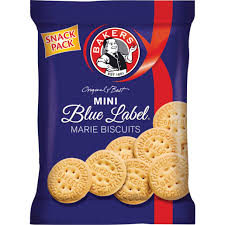 SNACK
PACK
BAKERS
EST 1851
Original & Best
MINI
Blue Label®
MARIE BISCUITS